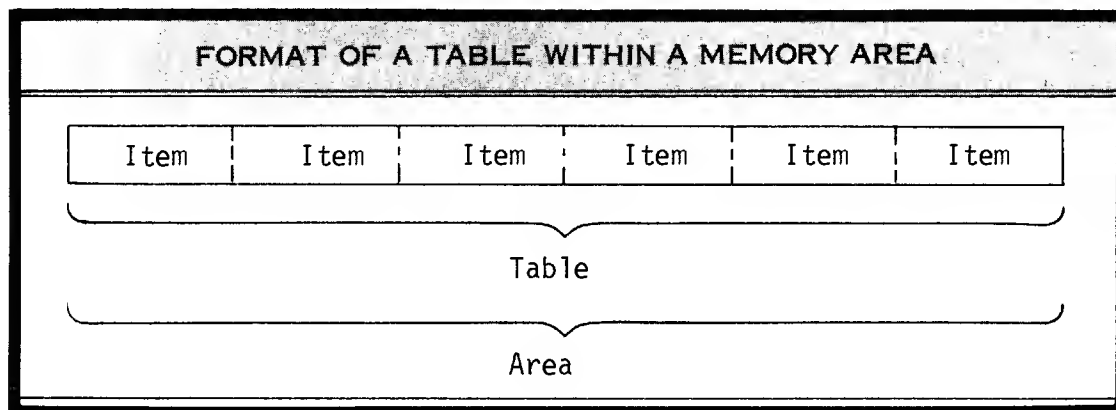 FORMAT OF A TABLE WITHIN A MEMORY AREA
Item Item Item Item Item Item
Table
Area